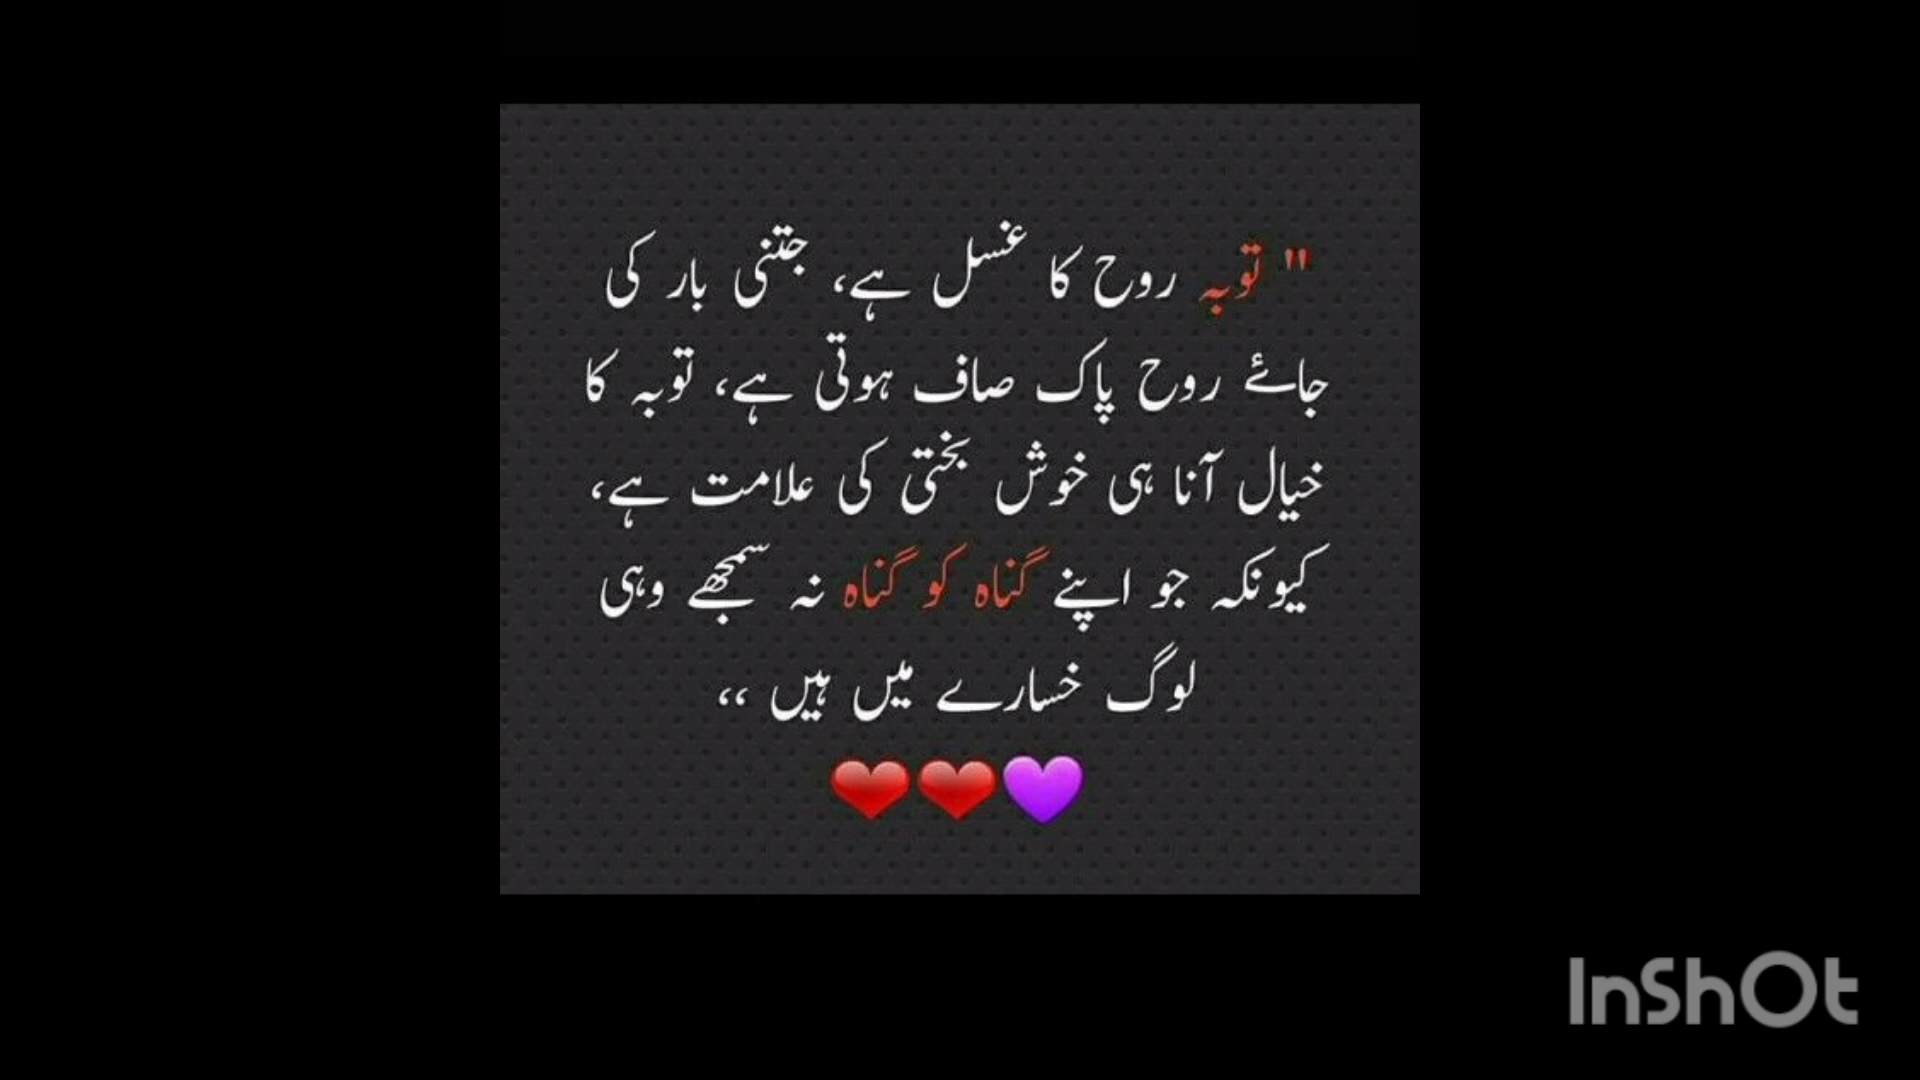 " توبہ روح کا غسل ہے، جتنی بار کی
جائے روح پاک صاف ہوتی ہے، توبہ کا
خیال آنا ہی خوش بختی کی علامت ہے،
کیونکہ جو اپنے گناہ کو گناہ نہ سمجھے وہی
لوگ خسارے میں ہیں ،،
InShOt